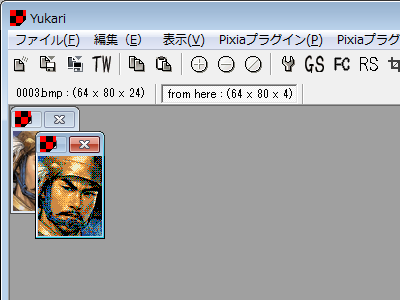 Yukari
ファイル(F) 編集 (E) 表示(V) Pixiaプラグイン(P) Pixiaプラグ
TW GS FC RS
0003.bmp : (64 x 80 x 24) from here : (64 x 80 x 4)